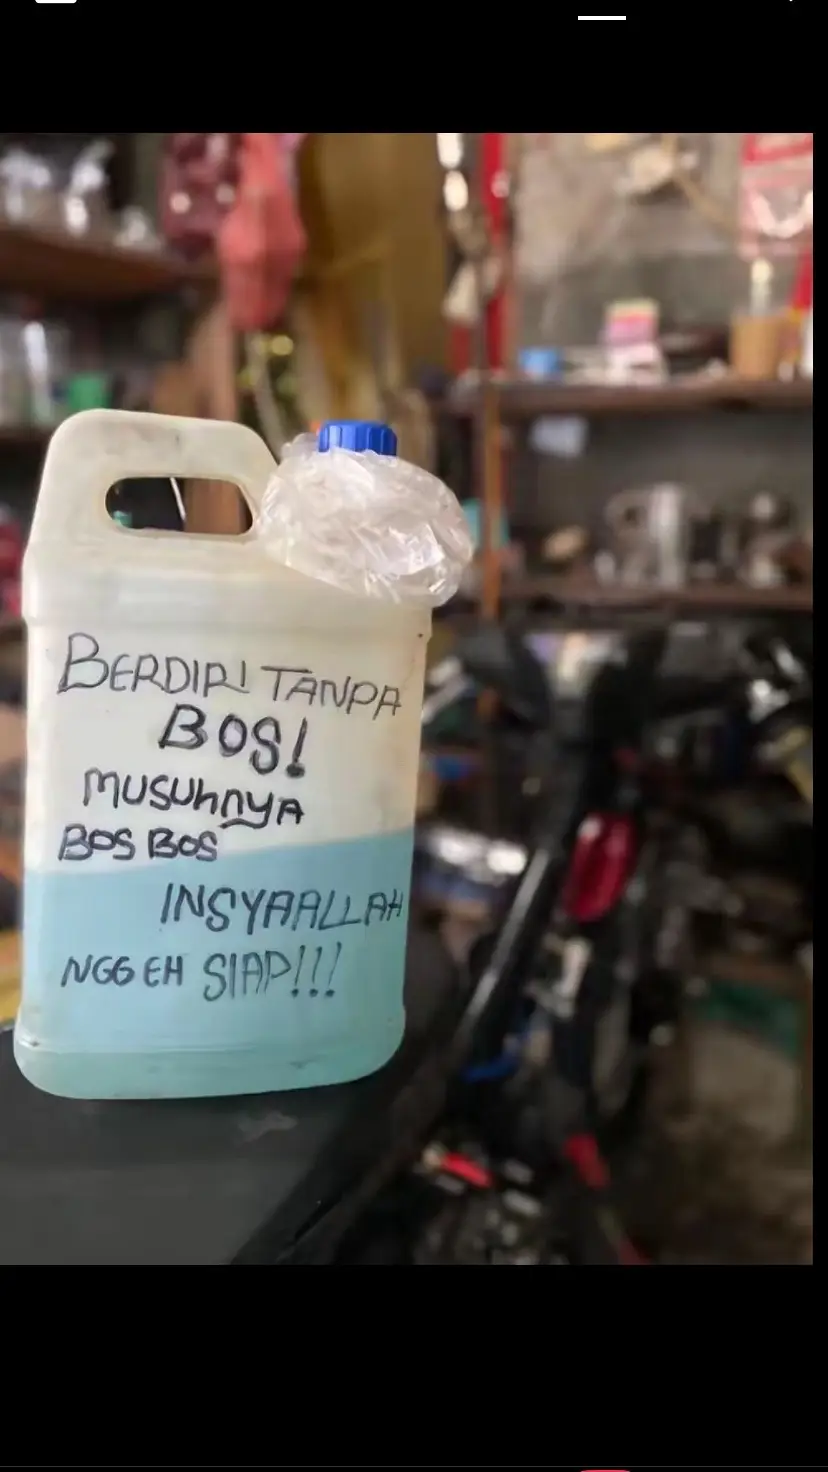 BERDIRI TANPA
BOS!
MUSUHNYA
BOS BOS
INSYAALLAH
NGGEH SIAP!!!